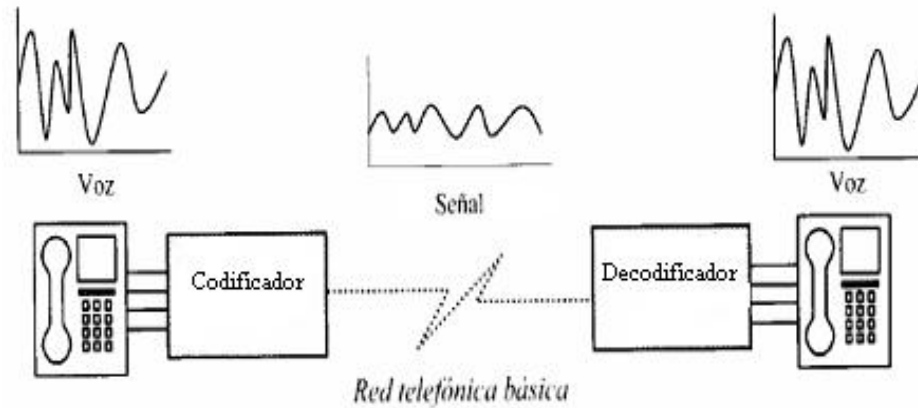 Voz
Señal
Voz
Codificador
Decodificador
Red telefónica básica